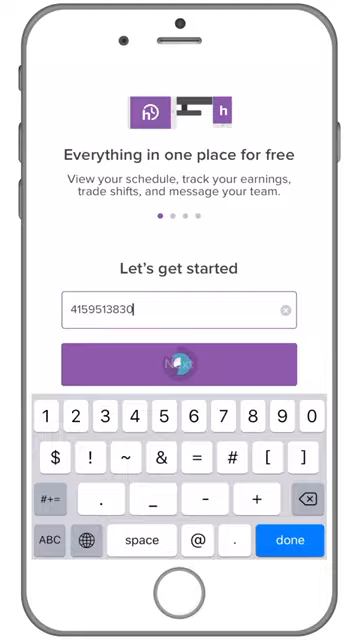 h
h
Everything in one place for free
View your schedule, track your earnings,
trade shifts, and message your team.
Let's get started
4159513830
Next
1 2 3 4 5 6 7 8 9 0
$ ! ~ & = # [ ]
#+= . _ - +
ABC space @ . done